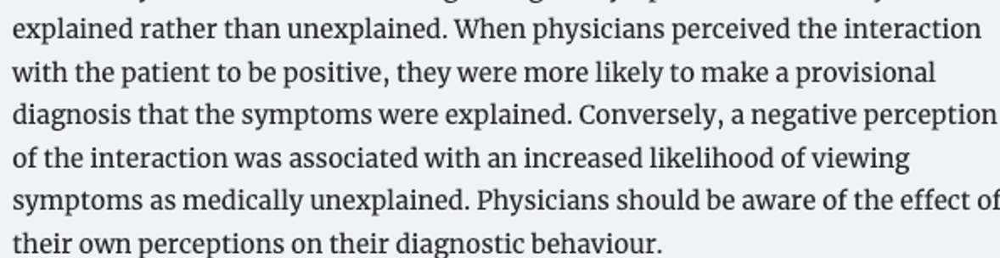 explained rather than unexplained. When physicians perceived the interaction
with the patient to be positive, they were more likely to make a provisional
diagnosis that the symptoms were explained. Conversely, a negative perception
of the interaction was associated with an increased likelihood of viewing
symptoms as medically unexplained. Physicians should be aware of the effect of
their own perceptions on their diagnostic behaviour.